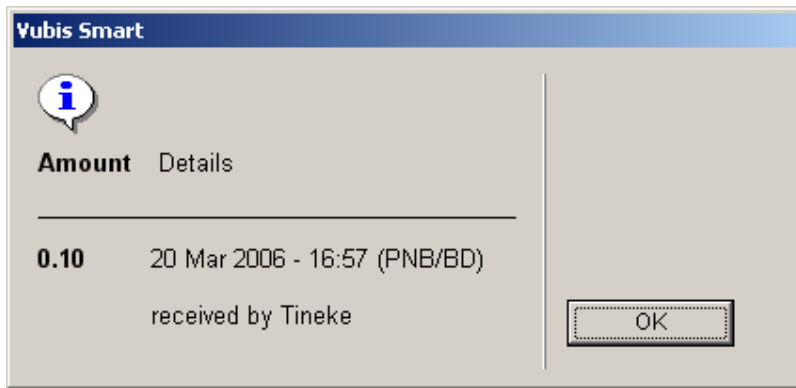 Vubis Smart
Amount Details
0.10 20 Mar 2006 - 16:57 (PNB/BD)
received by Tineke
OK